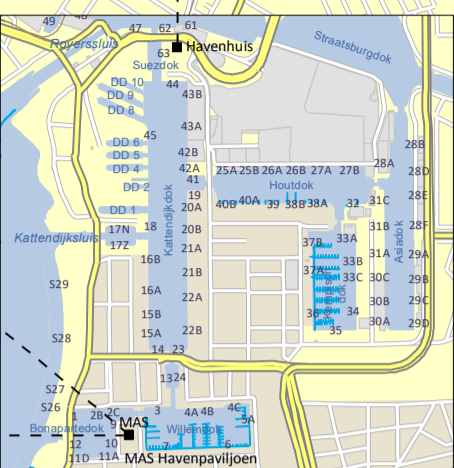 49
48
47
62
61
Royerssluis
Havenhuis
63
Straatsburgdok
Suezdok
DD 10
44
DD 9
43B
DD 8
43A
45
DD 6
42B
28B
DD 5
DD 4
42A
25A 25B 26A 26B 27A 27B
28A
28D
41
Houtdok
DD 2
19
40B 40A 39 38B 38A 32 31C
28E
DD 1
20A
Kattendijkdok
17N
18
20B
31B
28F
Kattendijksluis
17Z
21A
37B
33A
Asiadok
16B
31A
29A
21B
37A
33B
33C
30C
29B
S29
16A
22A
30B
29C
15B
36
34
30A
29D
15A
22B
35
S28
14 23
13 24
S27
S26
1
2B 2C
3
4A 4B
4C
5A
9
MAS
Bonapartedok
Willemdok
12
10
7
6
11D
11A
MAS Havenpaviljoen